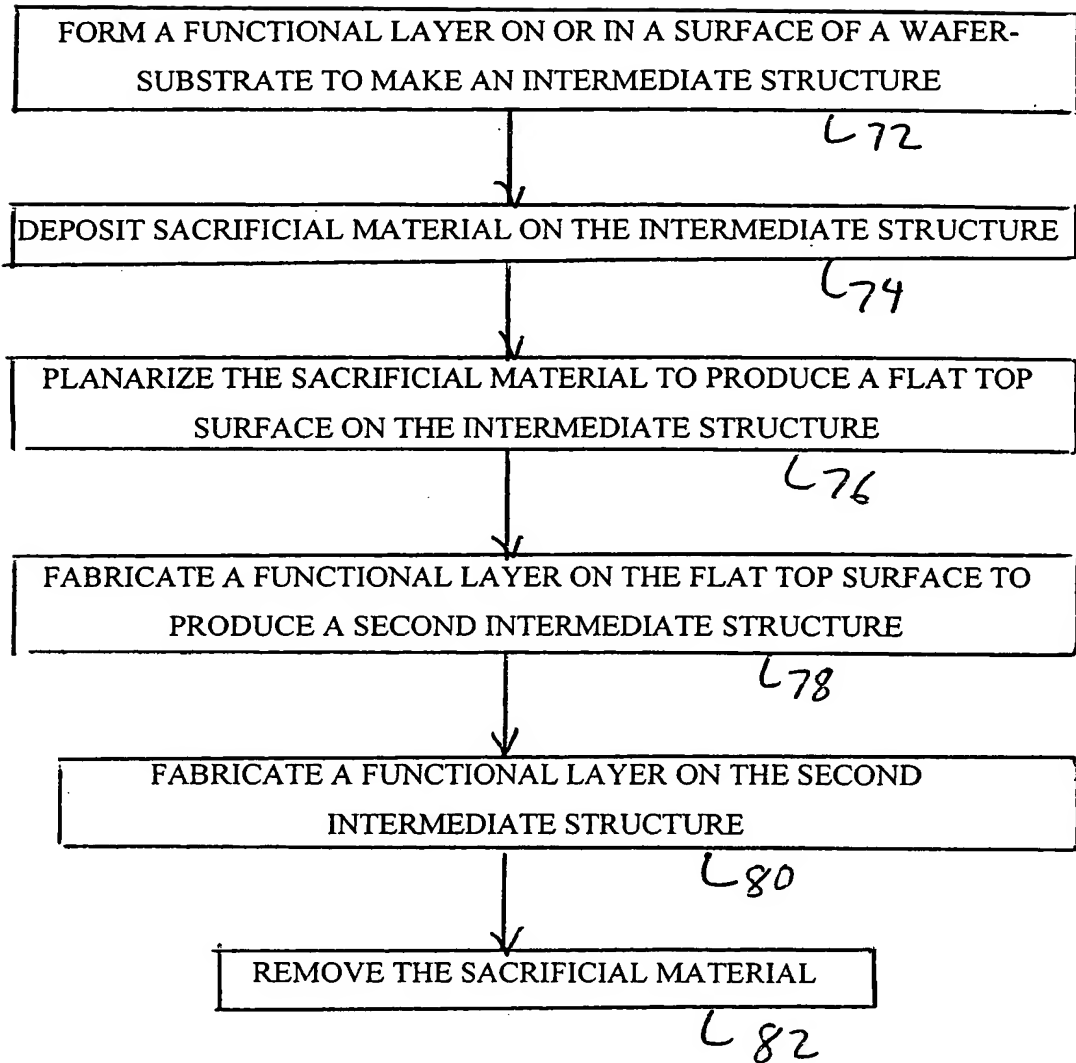 FORM A FUNCTIONAL LAYER ON OR IN A SURFACE OF A WAFER-
SUBSTRATE TO MAKE AN INTERMEDIATE STRUCTURE
72
DEPOSIT SACRIFICIAL MATERIAL ON THE INTERMEDIATE STRUCTURE
74
PLANARIZE THE SACRIFICIAL MATERIAL TO PRODUCE A FLAT TOP
SURFACE ON THE INTERMEDIATE STRUCTURE
76
FABRICATE A FUNCTIONAL LAYER ON THE FLAT TOP SURFACE TO
PRODUCE A SECOND INTERMEDIATE STRUCTURE
78
FABRICATE A FUNCTIONAL LAYER ON THE SECOND
INTERMEDIATE STRUCTURE
80
REMOVE THE SACRIFICIAL MATERIAL
82